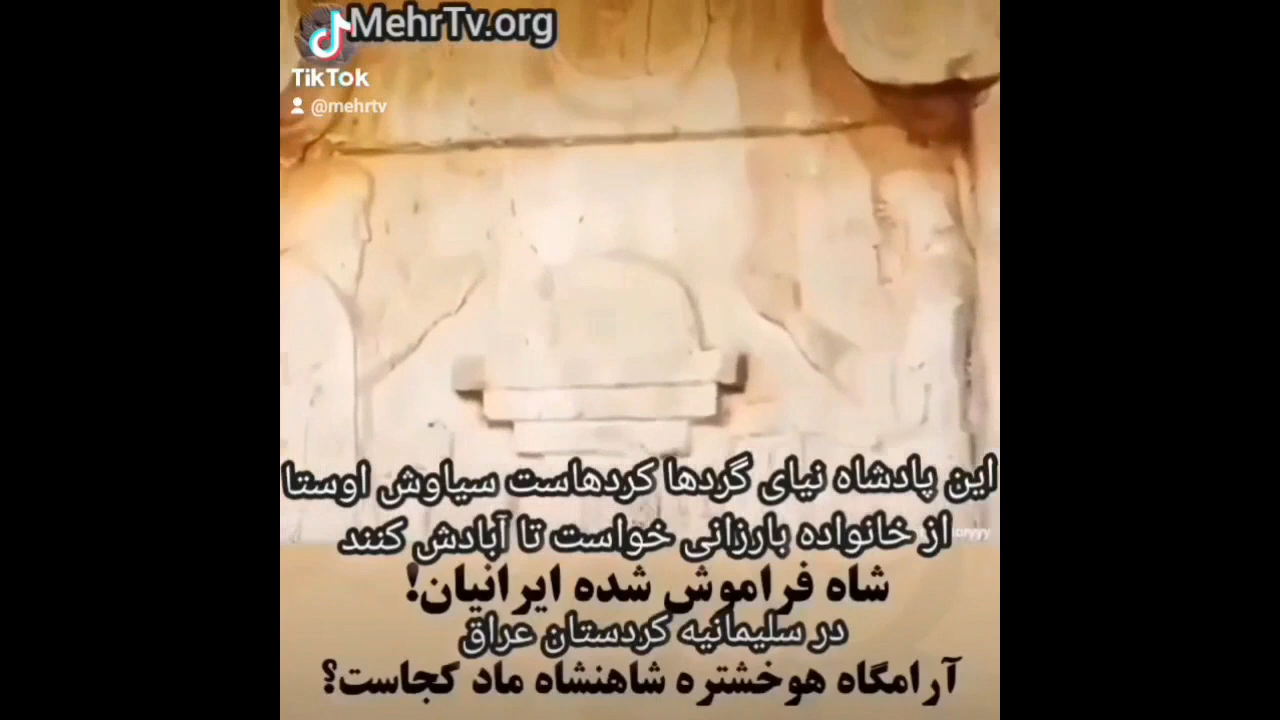 MehrTv.org
TikTok
@mehrtv
این پادشاه نیای گردها کردهاست سیاوش اوستا
از خانواده بارزانی خواست تا آبادش کنند
شاه فراموش شده ایرانیان!
در سلیمانیه کردستان عراق
آرامگاه هوخشتره شاهنشاه ماد کجاست؟